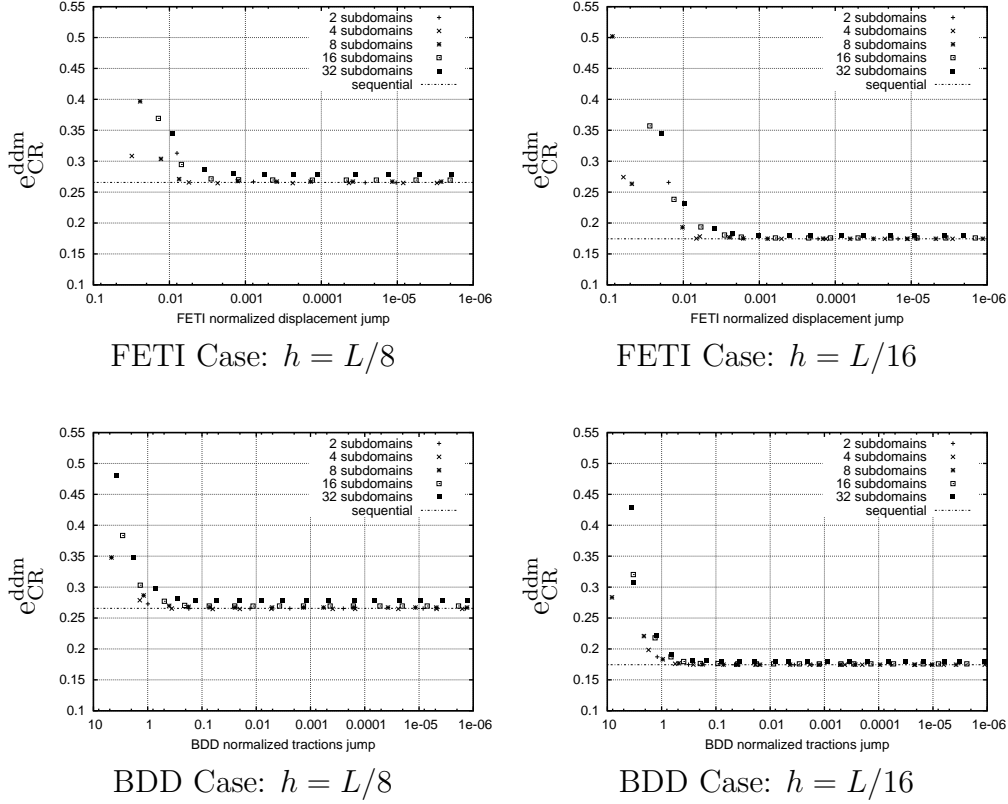 0.55
0.5
0.45
0.4
0.35
0.3
0.25
0.2
0.15
0.1
e_CR^ddm
2 subdomains
4 subdomains
8 subdomains
16 subdomains
32 subdomains
sequential
0.1 0.01 0.001 0.0001 1e-05 1e-06
FETI normalized displacement jump
FETI Case: h = L/8
0.55
0.5
0.45
0.4
0.35
0.3
0.25
0.2
0.15
0.1
e_CR^ddm
2 subdomains
4 subdomains
8 subdomains
16 subdomains
32 subdomains
sequential
0.1 0.01 0.001 0.0001 1e-05 1e-06
FETI normalized displacement jump
FETI Case: h = L/16
0.55
0.5
0.45
0.4
0.35
0.3
0.25
0.2
0.15
0.1
e_CR^ddm
2 subdomains
4 subdomains
8 subdomains
16 subdomains
32 subdomains
sequential
10 1 0.1 0.01 0.001 0.0001 1e-05 1e-06
BDD normalized tractions jump
BDD Case: h = L/8
0.55
0.5
0.45
0.4
0.35
0.3
0.25
0.2
0.15
0.1
e_CR^ddm
2 subdomains
4 subdomains
8 subdomains
16 subdomains
32 subdomains
sequential
10 1 0.1 0.01 0.001 0.0001 1e-05 1e-06
BDD normalized tractions jump
BDD Case: h = L/16